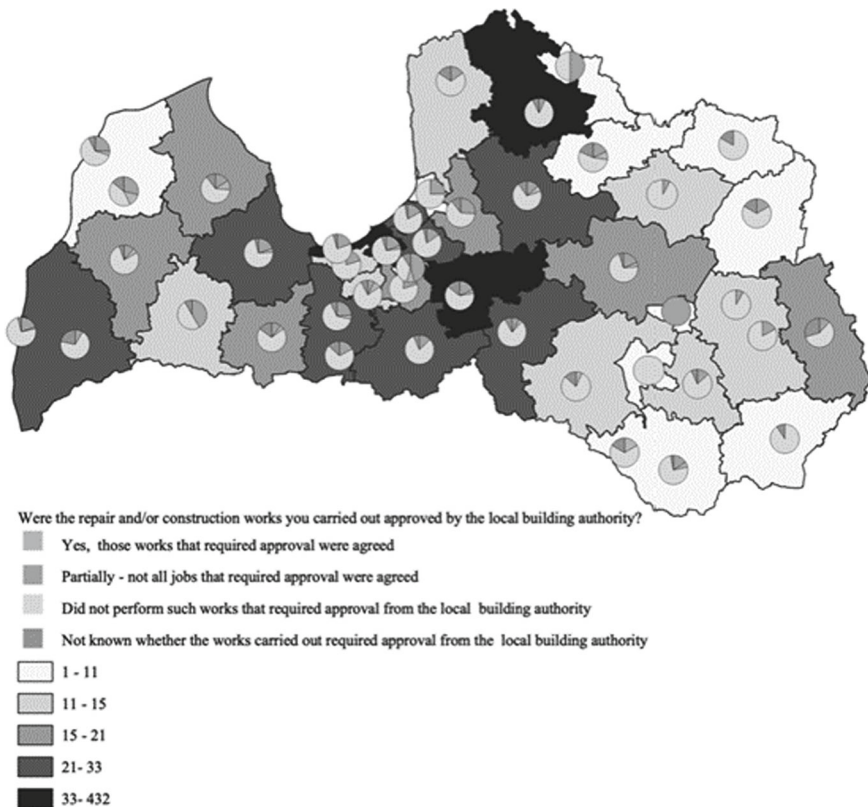 Were the repair and/or construction works you carried out approved by the local building authority?
Yes, those works that required approval were agreed
Partially - not all jobs that required approval were agreed
Did not perform such works that required approval from the local building authority
Not known whether the works carried out required approval from the local building authority
1 - 11
11 - 15
15 - 21
21- 33
33- 432